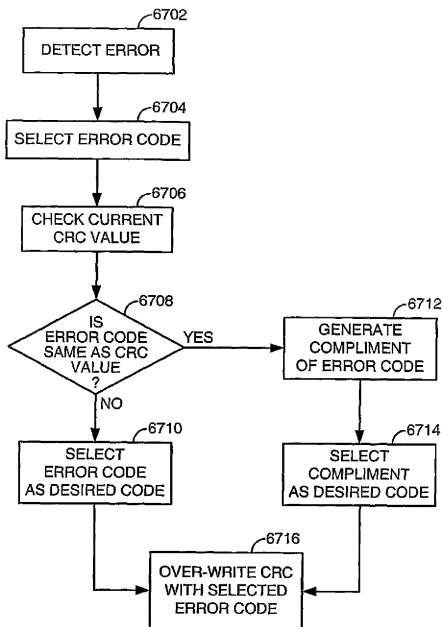 6702
DETECT ERROR
6704
SELECT ERROR CODE
6706
CHECK CURRENT
CRC VALUE
6708
IS
ERROR CODE
SAME AS CRC
VALUE
?
YES
NO
6712
GENERATE
COMPLIMENT
OF ERROR CODE
6710
SELECT
ERROR CODE
AS DESIRED CODE
6714
SELECT
COMPLIMENT
AS DESIRED CODE
6716
OVER-WRITE CRC
WITH SELECTED
ERROR CODE